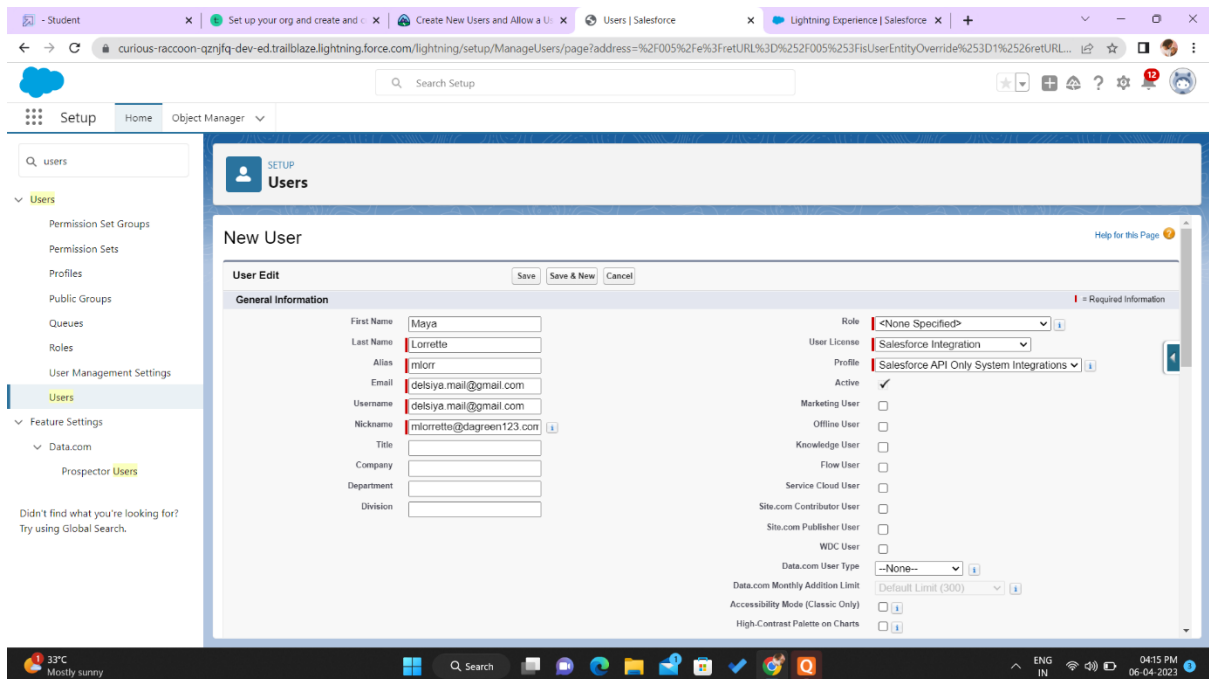 - Student
Set up your org and create and c
Create New Users and Allow a Us
Users | Salesforce
Lightning Experience | Salesforce
curious-raccoon-qznjfq-dev-ed.trailblaze.lightning.force.com/lightning/setup/ManageUsers/page?address=%2F005%2Fe%3FretURL%3D%252F005%253FisUserEntityOverride%253D1%2526retURL...
Search Setup
12
Setup
Home
Object Manager
users
Users
Permission Set Groups
Permission Sets
Profiles
Public Groups
Queues
Roles
User Management Settings
Users
Feature Settings
Data.com
Prospector Users
Didn't find what you're looking for?
Try using Global Search.
SETUP
Users
New User
Help for this Page
User Edit
Save
Save & New
Cancel
General Information
= Required Information
First Name
Maya
Last Name
Lorrette
Alias
mlorr
Email
delsiya.mail@gmail.com
Username
delsiya.mail@gmail.com
Nickname
mlorrette@dagreen123.com
Title
Company
Department
Division
Role
<None Specified>
User License
Salesforce Integration
Profile
Salesforce API Only System Integrations
Active
Marketing User
Offline User
Knowledge User
Flow User
Service Cloud User
Site.com Contributor User
Site.com Publisher User
WDC User
Data.com User Type
--None--
Data.com Monthly Addition Limit
Default Limit (300)
Accessibility Mode (Classic Only)
High-Contrast Palette on Charts
1
33°C
Mostly sunny
Search
1
ENG
IN
04:15 PM
06-04-2023
3